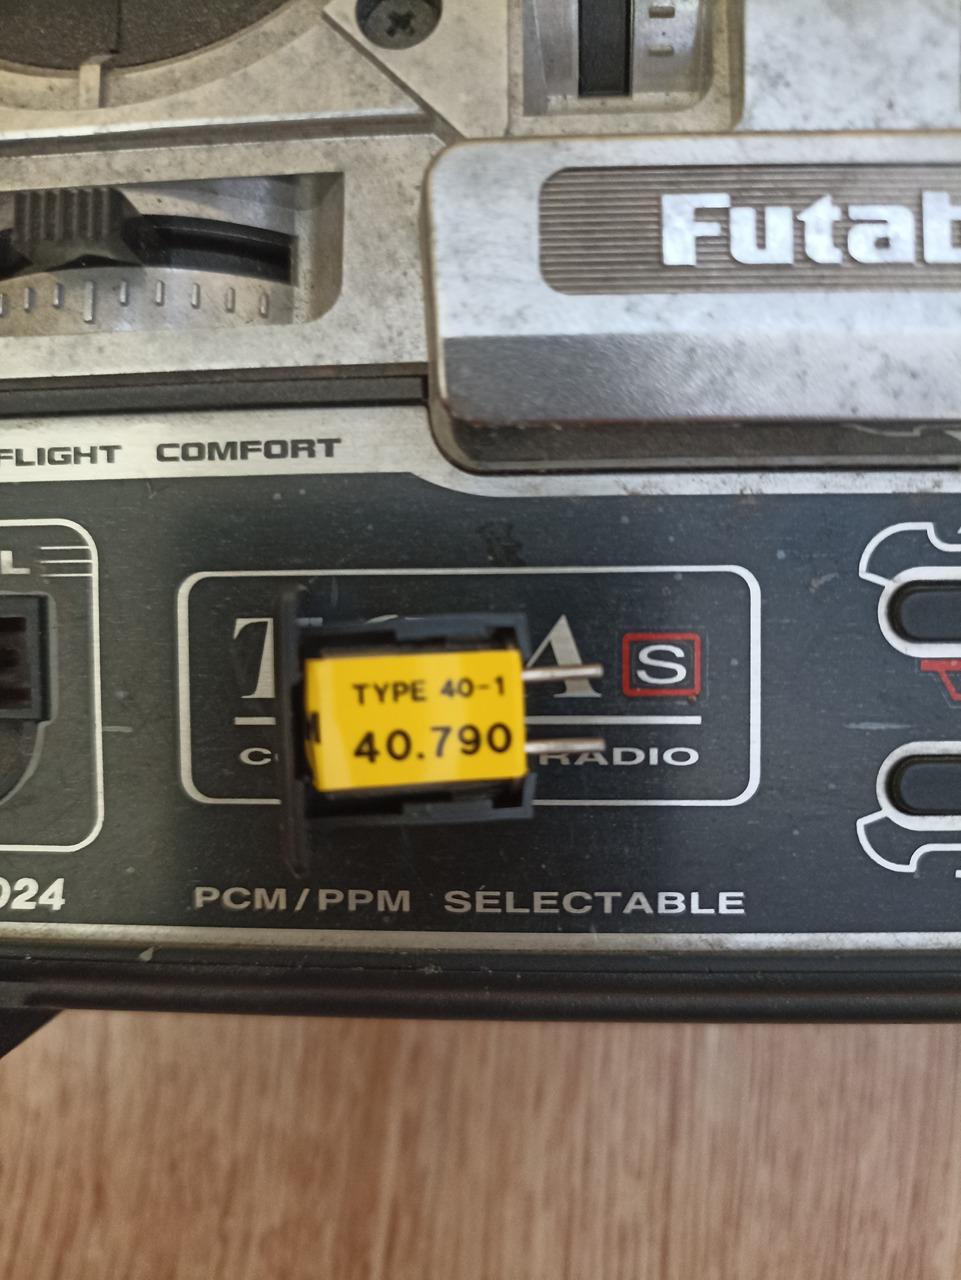 Futab
FLIGHT COMFORT
L
T A S
TYPE 40-1
40.790
M
C RADIO
024
PCM/PPM SELECTABLE